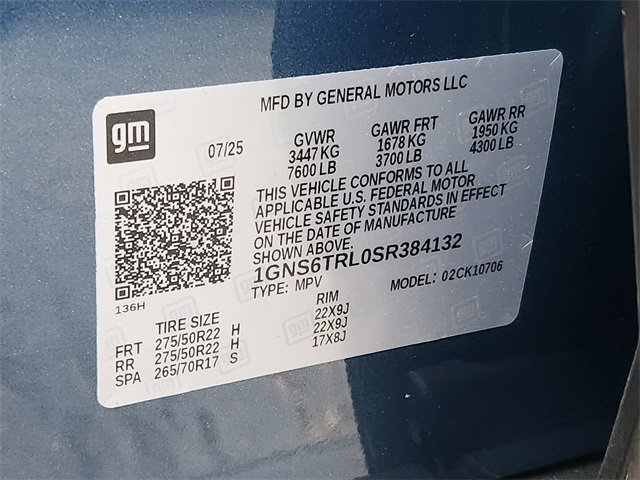 MFD BY GENERAL MOTORS LLC
gm
07/25
GVWR
3447 KG
7600 LB
GAWR FRT
1678 KG
3700 LB
GAWR RR
1950 KG
4300 LB
THIS VEHICLE CONFORMS TO ALL
APPLICABLE U.S. FEDERAL MOTOR
VEHICLE SAFETY STANDARDS IN EFFECT
ON THE DATE OF MANUFACTURE
SHOWN ABOVE.
1GNS6TRL0SR384132
TYPE: MPV
MODEL: 02CK10706
136H
TIRE SIZE RIM
FRT 275/50R22 H 22X9J
RR 275/50R22 H 22X9J
SPA 265/70R17 S 17X8J